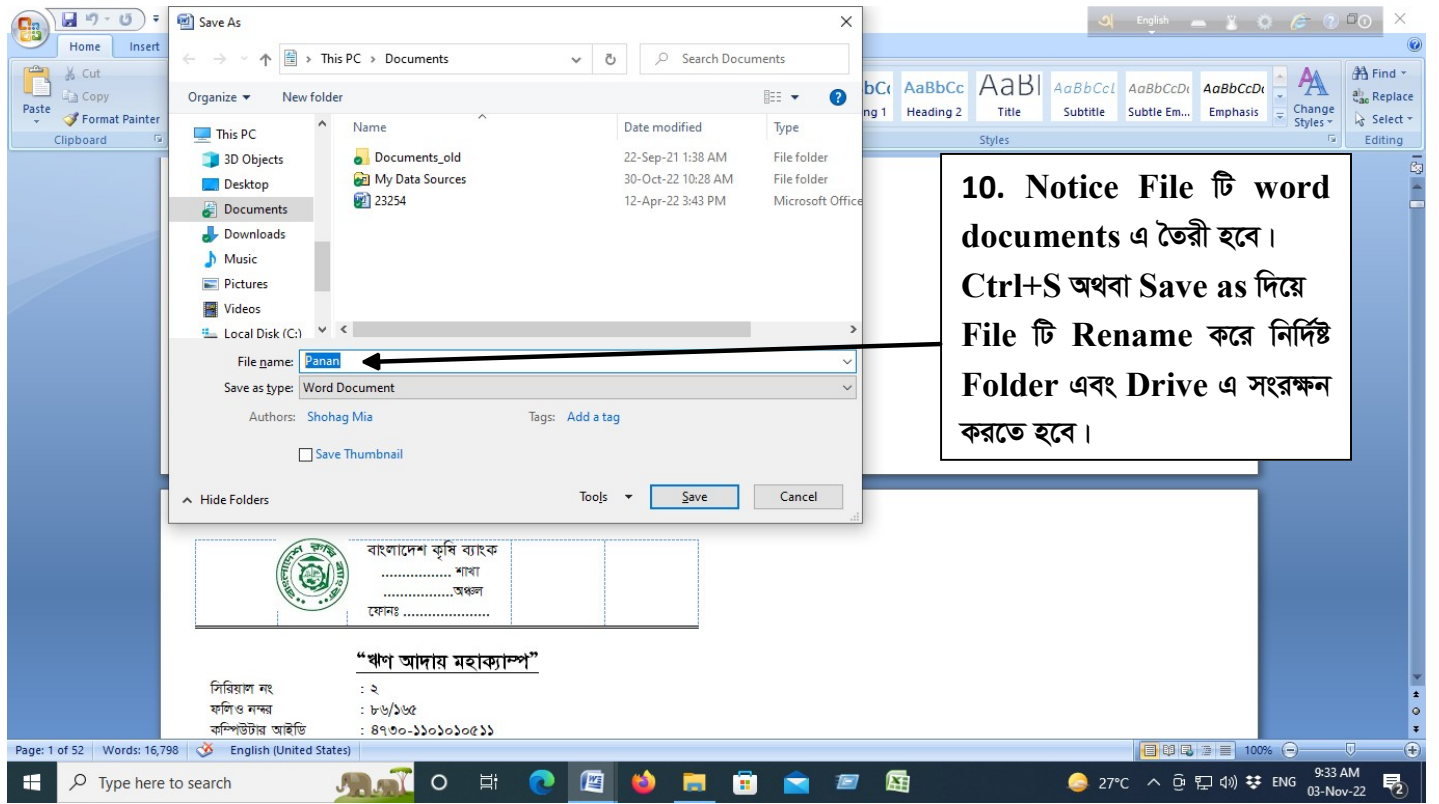 Save As
English
Home Insert
This PC > Documents
Search Documents
Cut
Copy
Paste
Format Painter
Clipboard
Organize
New folder
Name Date modified Type
This PC
3D Objects
Desktop
Documents
Downloads
Music
Pictures
Videos
Local Disk (C:)
Documents_old 22-Sep-21 1:38 AM File folder
My Data Sources 30-Oct-22 10:28 AM File folder
23254 12-Apr-22 3:43 PM Microsoft Office
File name: Panan
Save as type: Word Document
Authors: Shohag Mia Tags: Add a tag
Save Thumbnail
Hide Folders Tools Save Cancel
AaBbCc AaBl AaBbCcL AaBbCcDc AaBbCcDc
ng 1 Heading 2 Title Subtitle Subtle Em... Emphasis
Change Styles
Styles
Find
Replace
Select
Editing
10. Notice File টি word
documents এ তৈরী হবে।
Ctrl+S অথবা Save as দিয়ে
File টি Rename করে নির্দিষ্ট
Folder এবং Drive এ সংরক্ষন
করতে হবে।
বাংলাদেশ কৃষি ব্যাংক
................. শাখা
.................অঞ্চল
ফোনঃ .....................
“ঋণ আদায় মহাক্যাম্প”
সিরিয়াল নং : ২
ফলিও নম্বর : ৮৬/১৬৫
কম্পিউটার আইডি : ৪৭৩০-১১০১০১০৫১১
Page: 1 of 52 Words: 16,798 English (United States) 100%
Type here to search
27°C ENG 9:33 AM
03-Nov-22
2